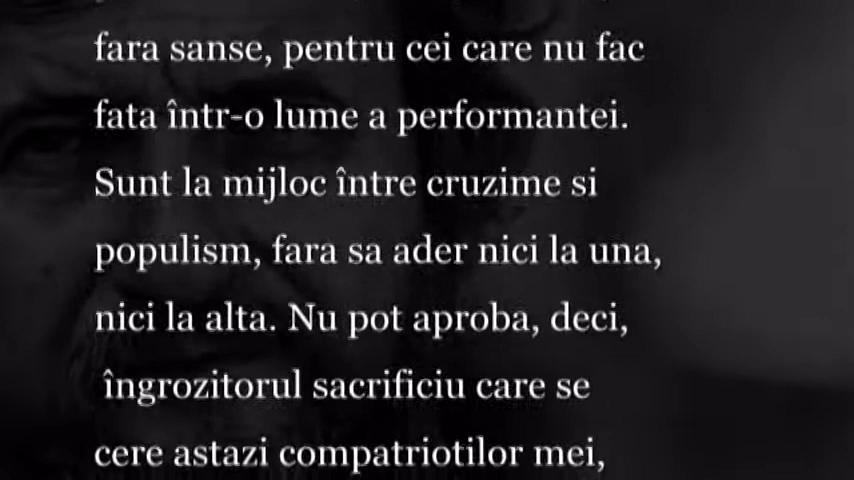 fara sanse, pentru cei care nu fac
fata într-o lume a performantei.
Sunt la mijloc între cruzime si
populism, fara sa ader nici la una,
nici la alta. Nu pot aproba, deci,
îngrozitorul sacrificiu care se
cere astazi compatriotilor mei,